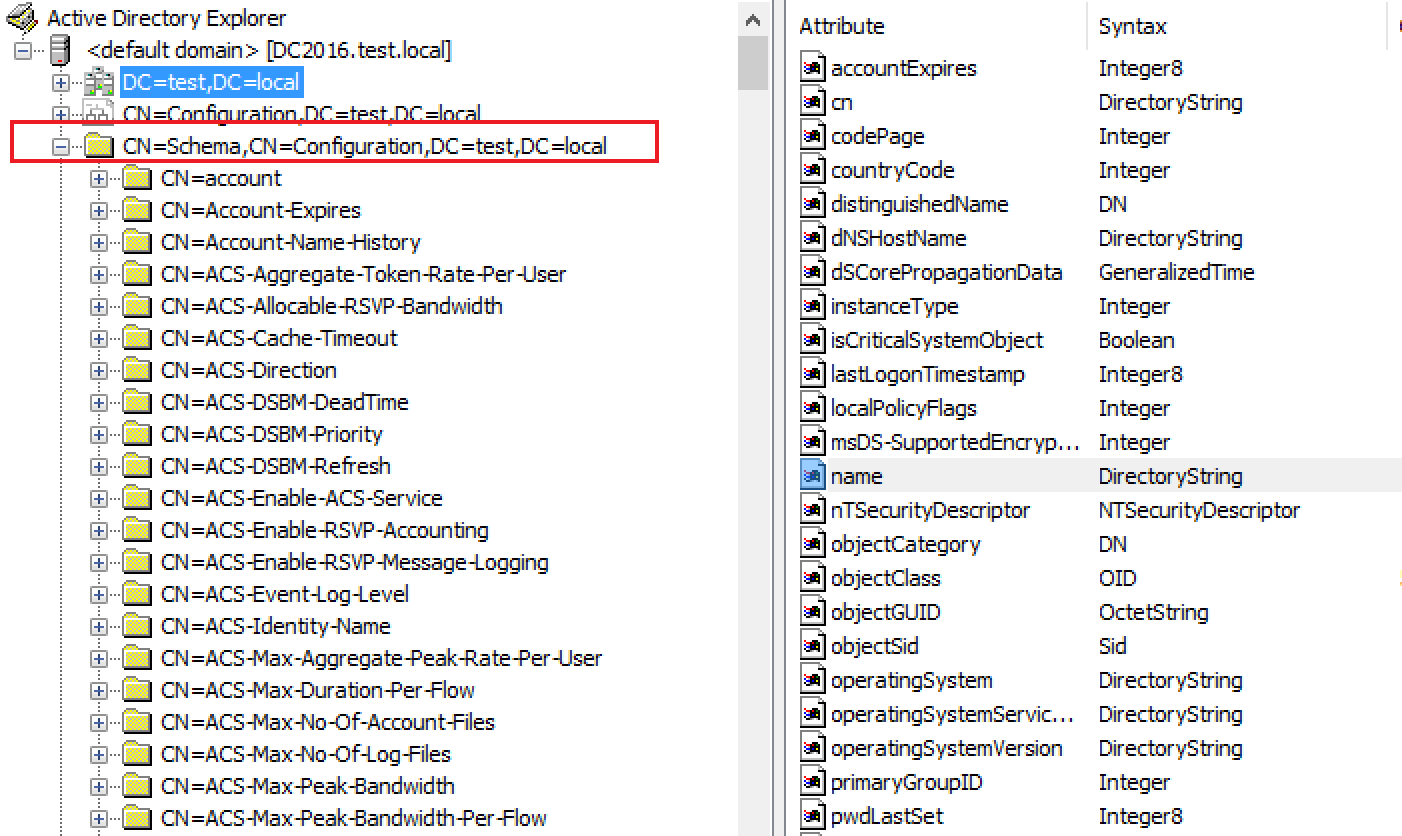 Active Directory Explorer
<default domain> [DC2016.test.local]
DC=test,DC=local
CN=Configuration,DC=test,DC=local
CN=Schema,CN=Configuration,DC=test,DC=local
CN=account
CN=Account-Expires
CN=Account-Name-History
CN=ACS-Aggregate-Token-Rate-Per-User
CN=ACS-Allocable-RSVP-Bandwidth
CN=ACS-Cache-Timeout
CN=ACS-Direction
CN=ACS-DSBM-DeadTime
CN=ACS-DSBM-Priority
CN=ACS-DSBM-Refresh
CN=ACS-Enable-ACS-Service
CN=ACS-Enable-RSVP-Accounting
CN=ACS-Enable-RSVP-Message-Logging
CN=ACS-Event-Log-Level
CN=ACS-Identity-Name
CN=ACS-Max-Aggregate-Peak-Rate-Per-User
CN=ACS-Max-Duration-Per-Flow
CN=ACS-Max-No-Of-Account-Files
CN=ACS-Max-No-Of-Log-Files
CN=ACS-Max-Peak-Bandwidth
CN=ACS-Max-Peak-Bandwidth-Per-Flow
Attribute Syntax
accountExpires Integer8
cn DirectoryString
codePage Integer
countryCode Integer
distinguishedName DN
dNSHostName DirectoryString
dSCorePropagationData GeneralizedTime
instanceType Integer
isCriticalSystemObject Boolean
lastLogonTimestamp Integer8
localPolicyFlags Integer
msDS-SupportedEncryp... Integer
name DirectoryString
nTSecurityDescriptor NTSecurityDescriptor
objectCategory DN
objectClass OID
objectGUID OctetString
objectSid Sid
operatingSystem DirectoryString
operatingSystemServic... DirectoryString
operatingSystemVersion DirectoryString
primaryGroupID Integer
pwdLastSet Integer8